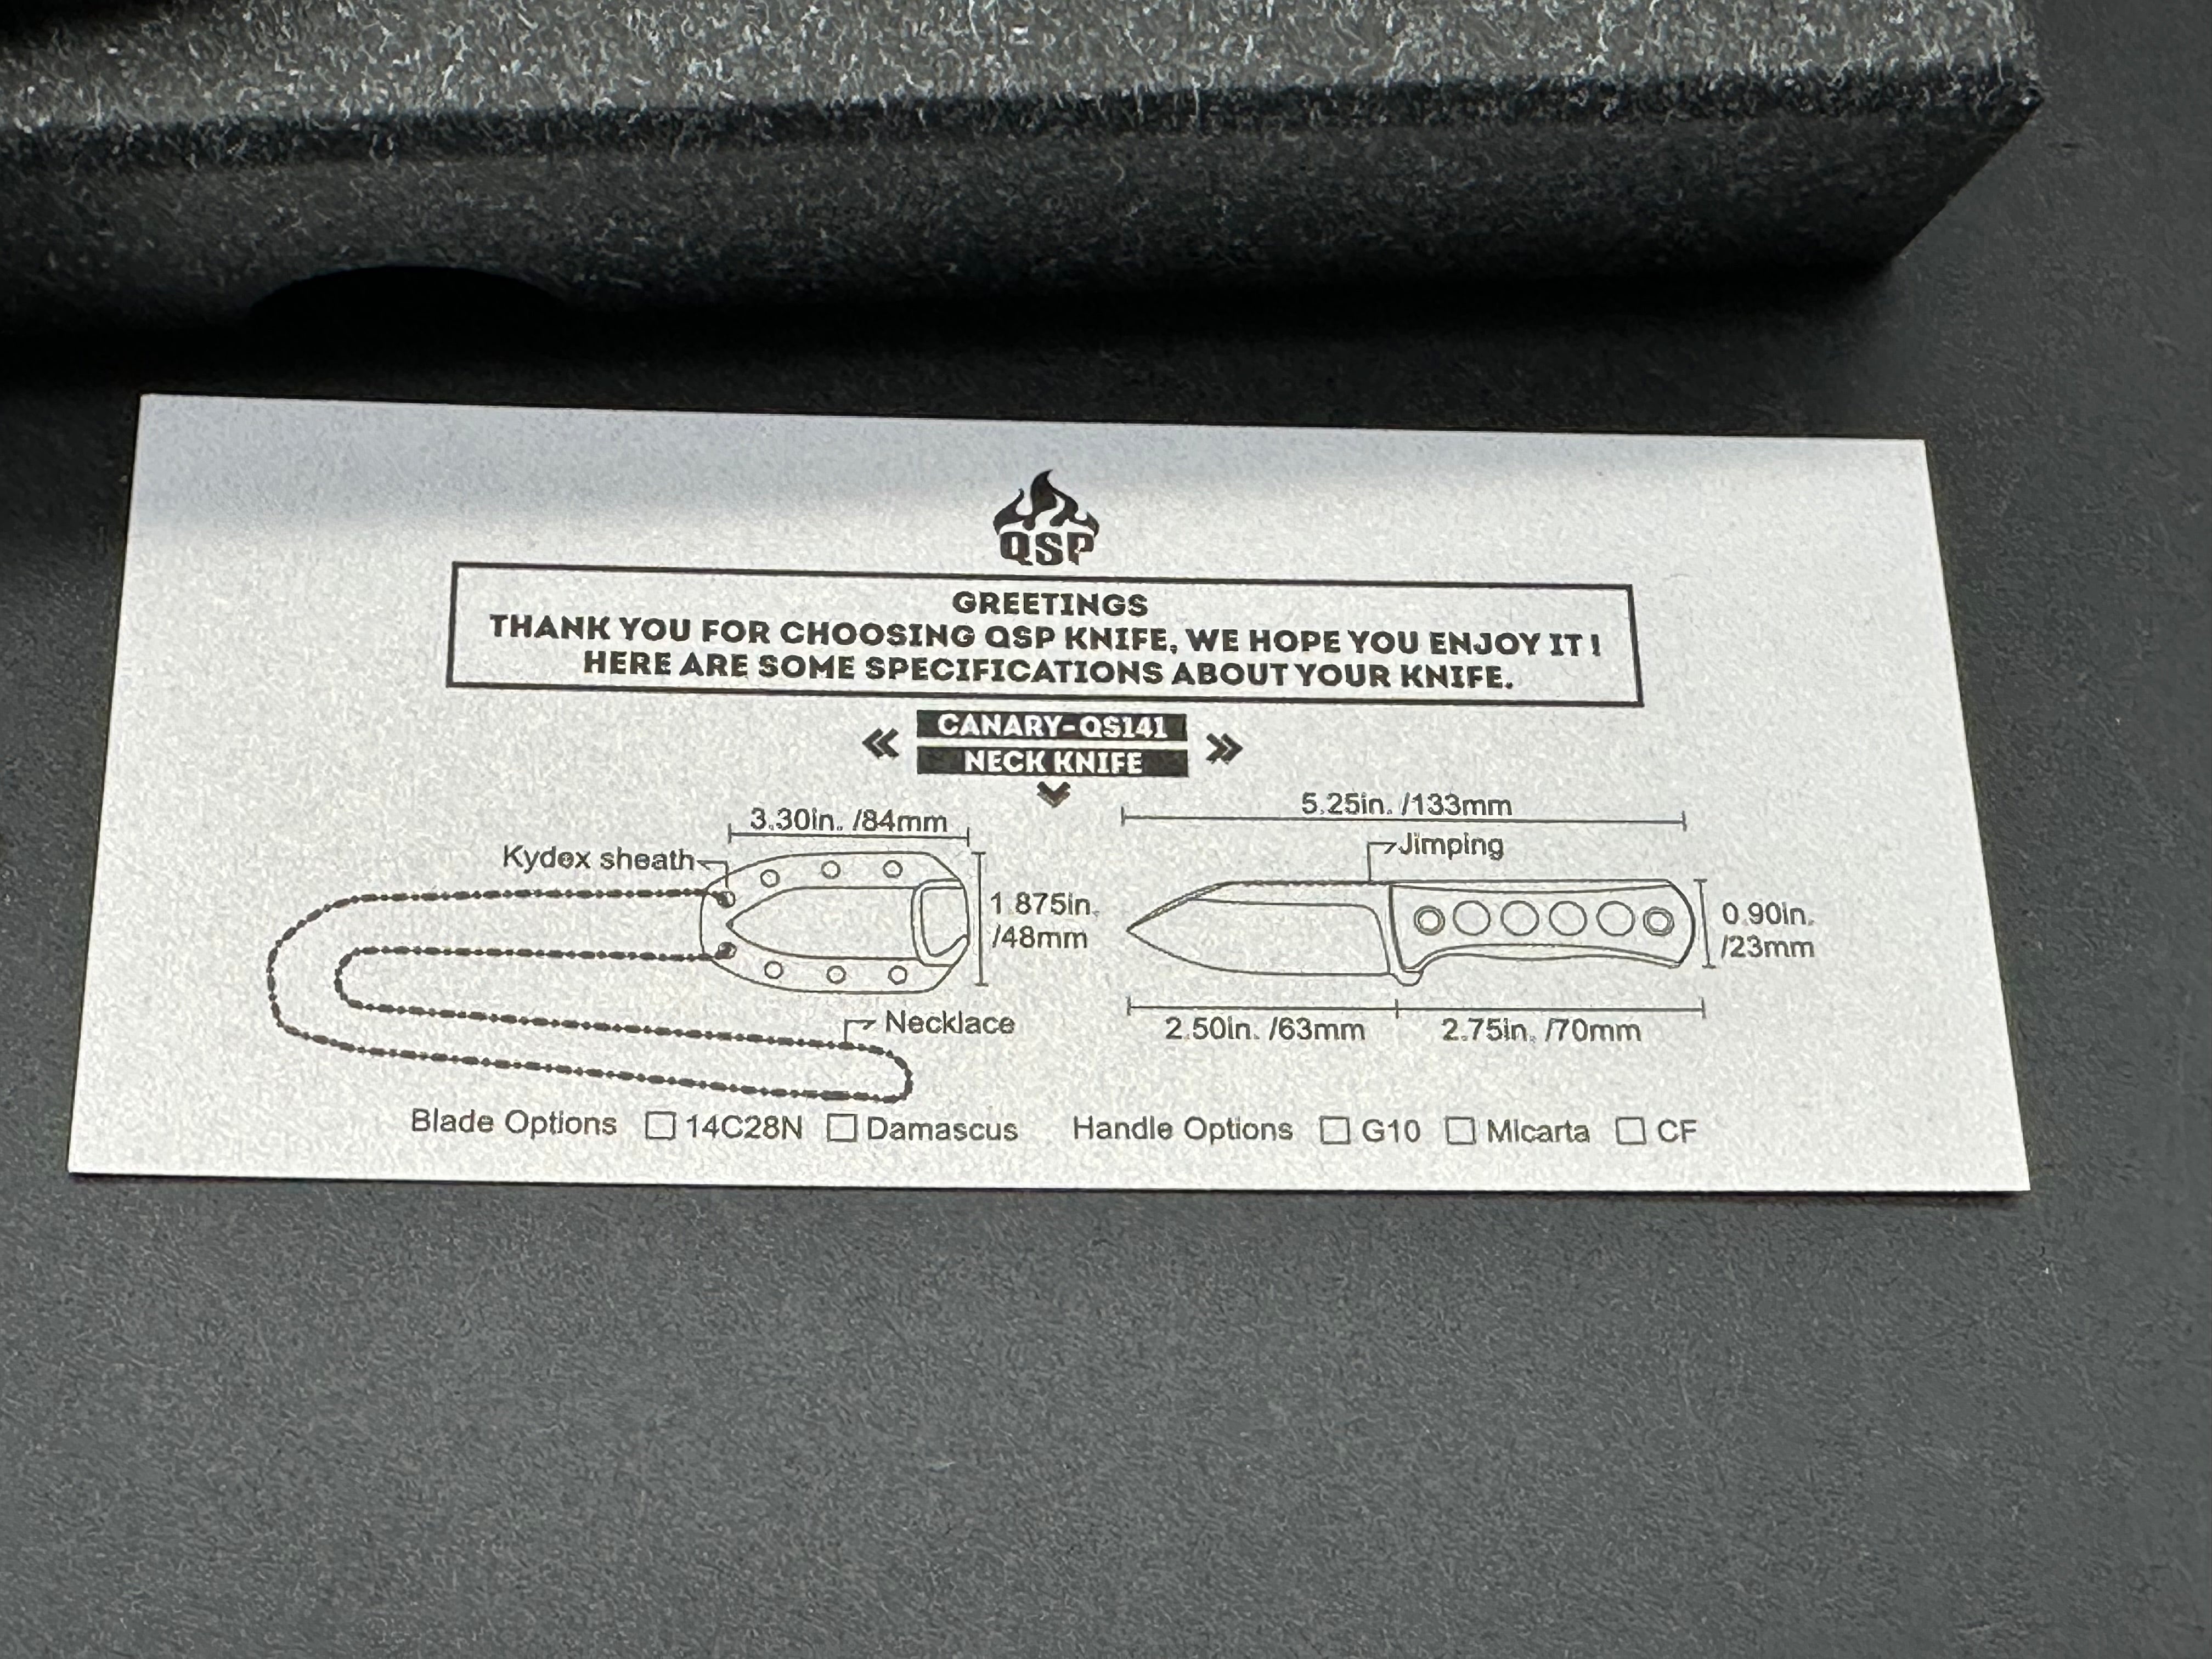 QSP
GREETINGS
THANK YOU FOR CHOOSING QSP KNIFE, WE HOPE YOU ENJOY IT !
HERE ARE SOME SPECIFICATIONS ABOUT YOUR KNIFE.
CANARY-QS141
NECK KNIFE
3.30in. /84mm
Kydex sheath
1.875in.
/48mm
Necklace
5.25in. /133mm
Jimping
0.90in.
/23mm
2.50in. /63mm
2.75in. /70mm
Blade Options □ 14C28N □ Damascus Handle Options □ G10 □ Micarta □ CF